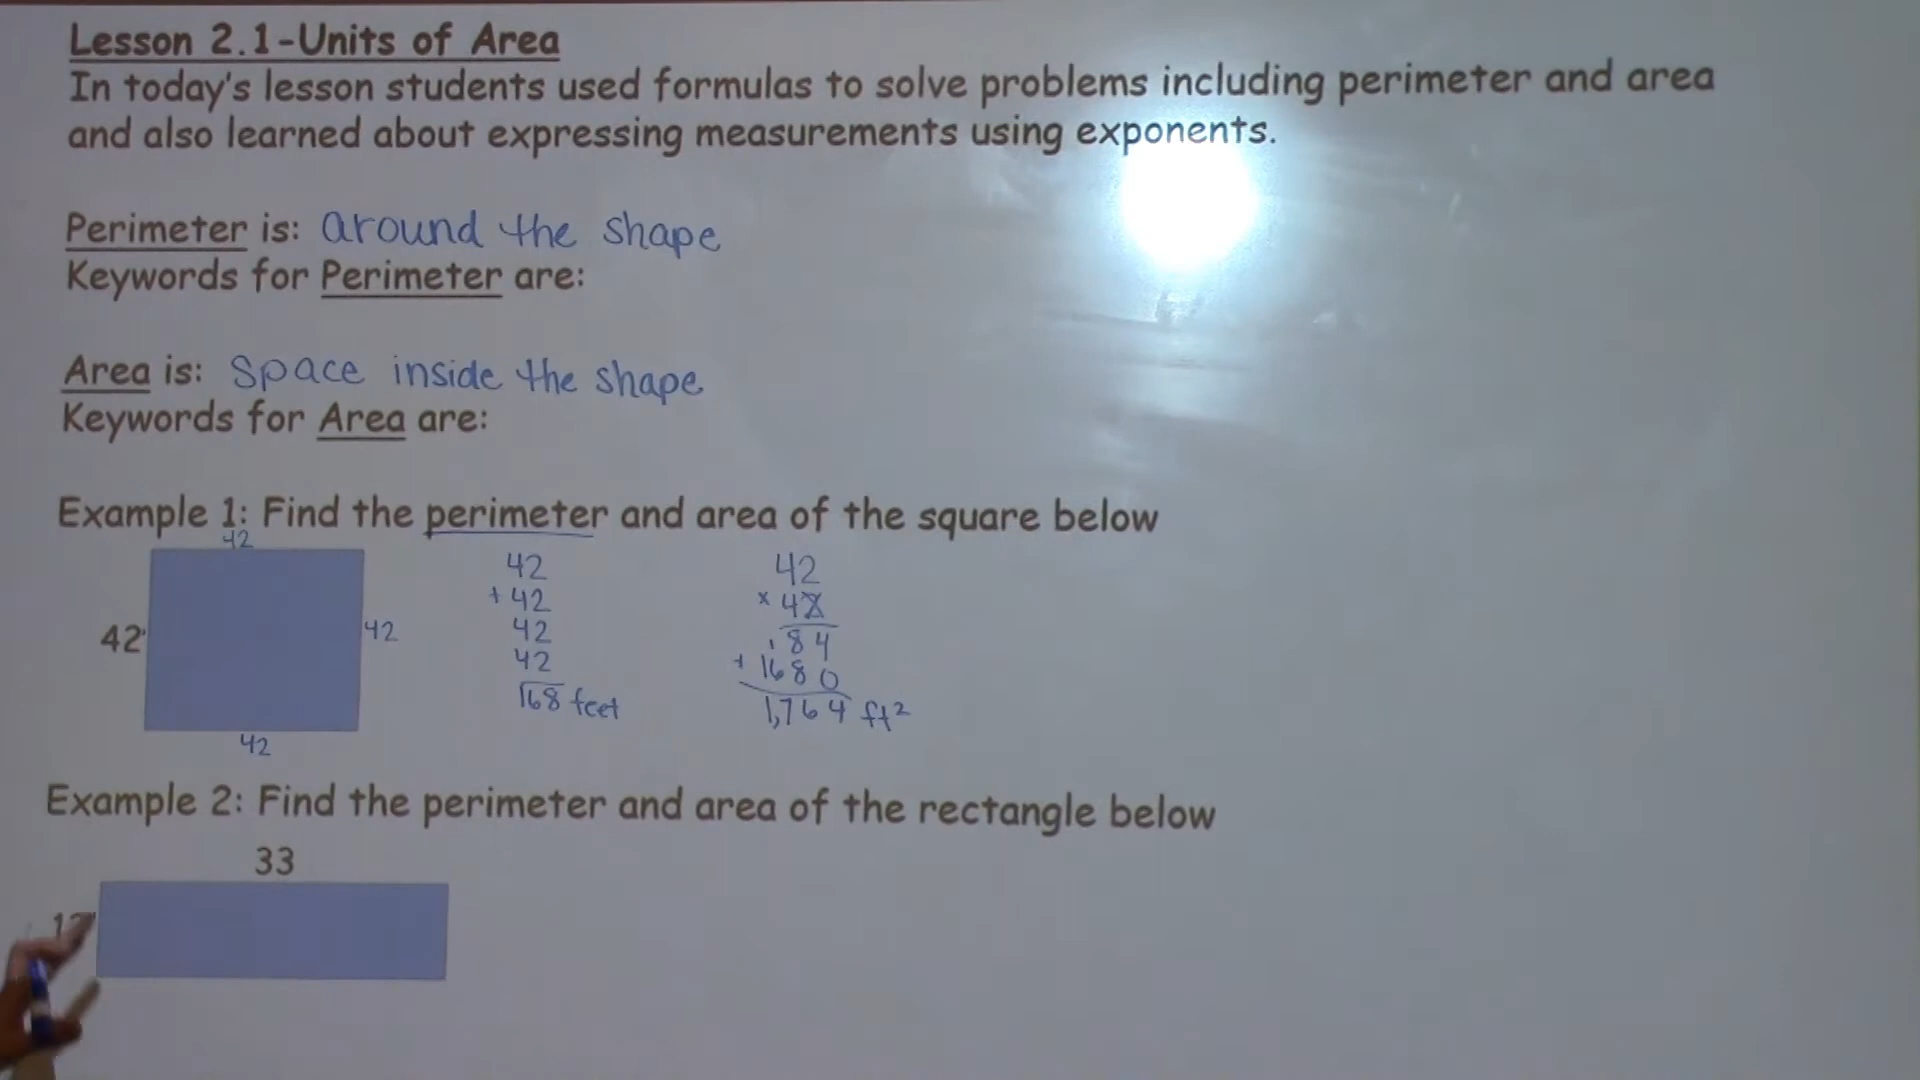 Lesson 2.1-Units of Area
In today's lesson students used formulas to solve problems including perimeter and area
and also learned about expressing measurements using exponents.
Perimeter is: around the shape
Keywords for Perimeter are:
Area is: Space inside the shape
Keywords for Area are:
Example 1: Find the perimeter and area of the square below
42
42'
42
42
42
+ 42
42
42
168 feet
42
x 42
184
+ 1680
1,764 ft²
Example 2: Find the perimeter and area of the rectangle below
33